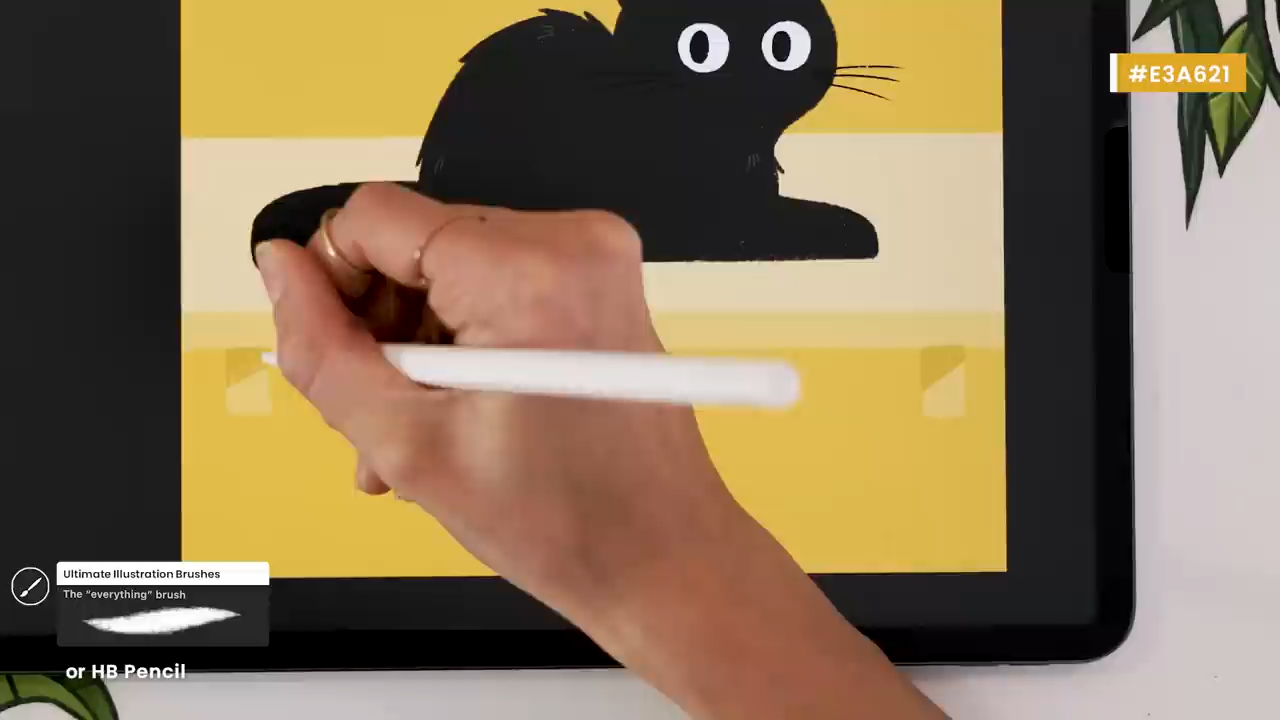 #E3A621
Ultimate Illustration Brushes
The "everything" brush
or HB Pencil